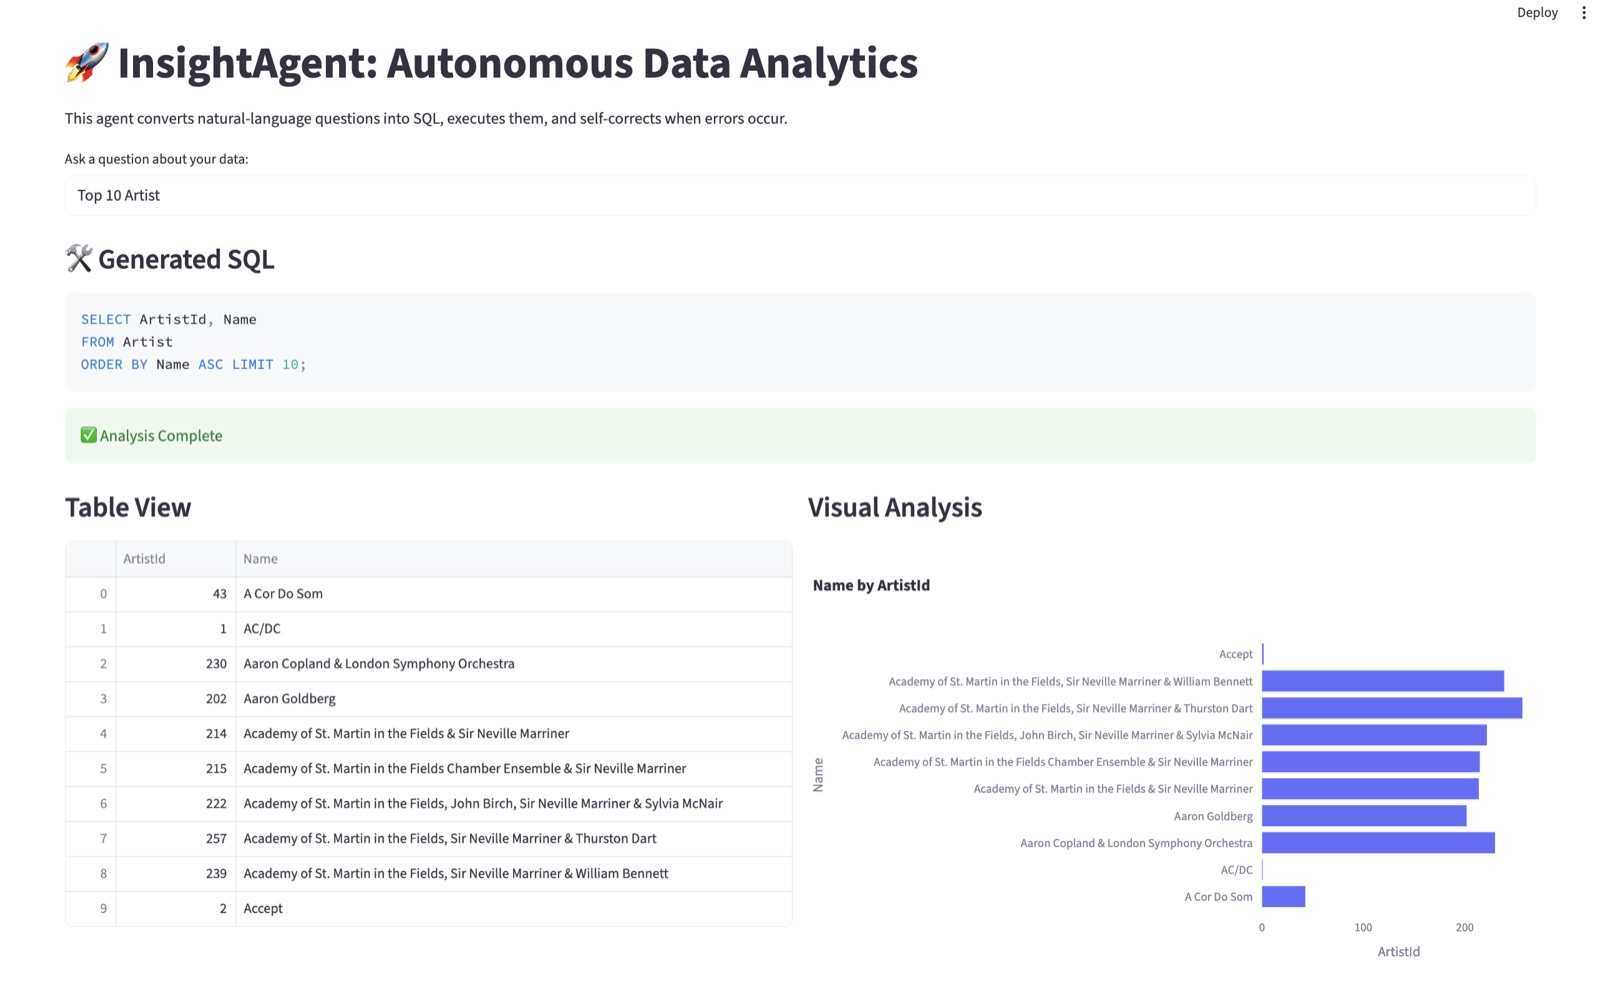 Deploy
🚀 InsightAgent: Autonomous Data Analytics
This agent converts natural-language questions into SQL, executes them, and self-corrects when errors occur.
Ask a question about your data:
Top 10 Artist
🛠 Generated SQL
SELECT ArtistId, Name
FROM Artist
ORDER BY Name ASC LIMIT 10;
✅ Analysis Complete
Table View
ArtistId Name
0 43 A Cor Do Som
1 1 AC/DC
2 230 Aaron Copland & London Symphony Orchestra
3 202 Aaron Goldberg
4 214 Academy of St. Martin in the Fields & Sir Neville Marriner
5 215 Academy of St. Martin in the Fields Chamber Ensemble & Sir Neville Marriner
6 222 Academy of St. Martin in the Fields, John Birch, Sir Neville Marriner & Sylvia McNair
7 257 Academy of St. Martin in the Fields, Sir Neville Marriner & Thurston Dart
8 239 Academy of St. Martin in the Fields, Sir Neville Marriner & William Bennett
9 2 Accept
Visual Analysis
Name by ArtistId
Name
Accept
Academy of St. Martin in the Fields, Sir Neville Marriner & William Bennett
Academy of St. Martin in the Fields, Sir Neville Marriner & Thurston Dart
Academy of St. Martin in the Fields, John Birch, Sir Neville Marriner & Sylvia McNair
Academy of St. Martin in the Fields Chamber Ensemble & Sir Neville Marriner
Academy of St. Martin in the Fields & Sir Neville Marriner
Aaron Goldberg
Aaron Copland & London Symphony Orchestra
AC/DC
A Cor Do Som
0 100 200
ArtistId